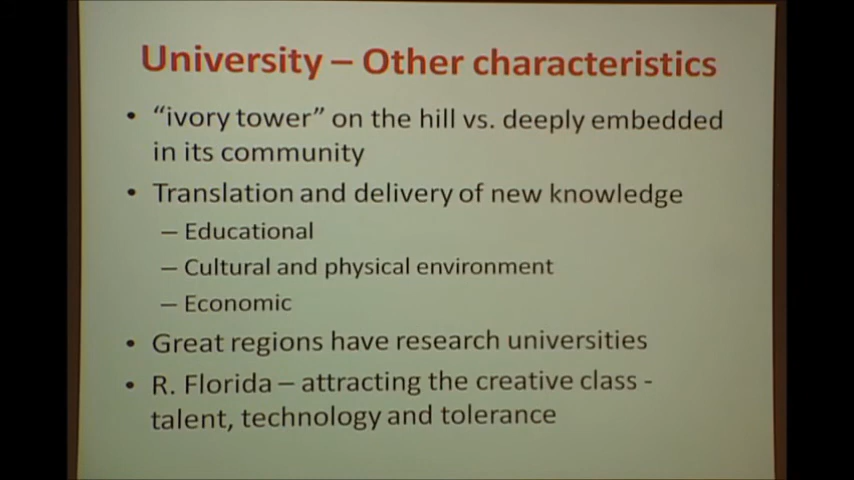 University – Other characteristics
• “ivory tower” on the hill vs. deeply embedded
in its community
• Translation and delivery of new knowledge
– Educational
– Cultural and physical environment
– Economic
• Great regions have research universities
• R. Florida – attracting the creative class -
talent, technology and tolerance